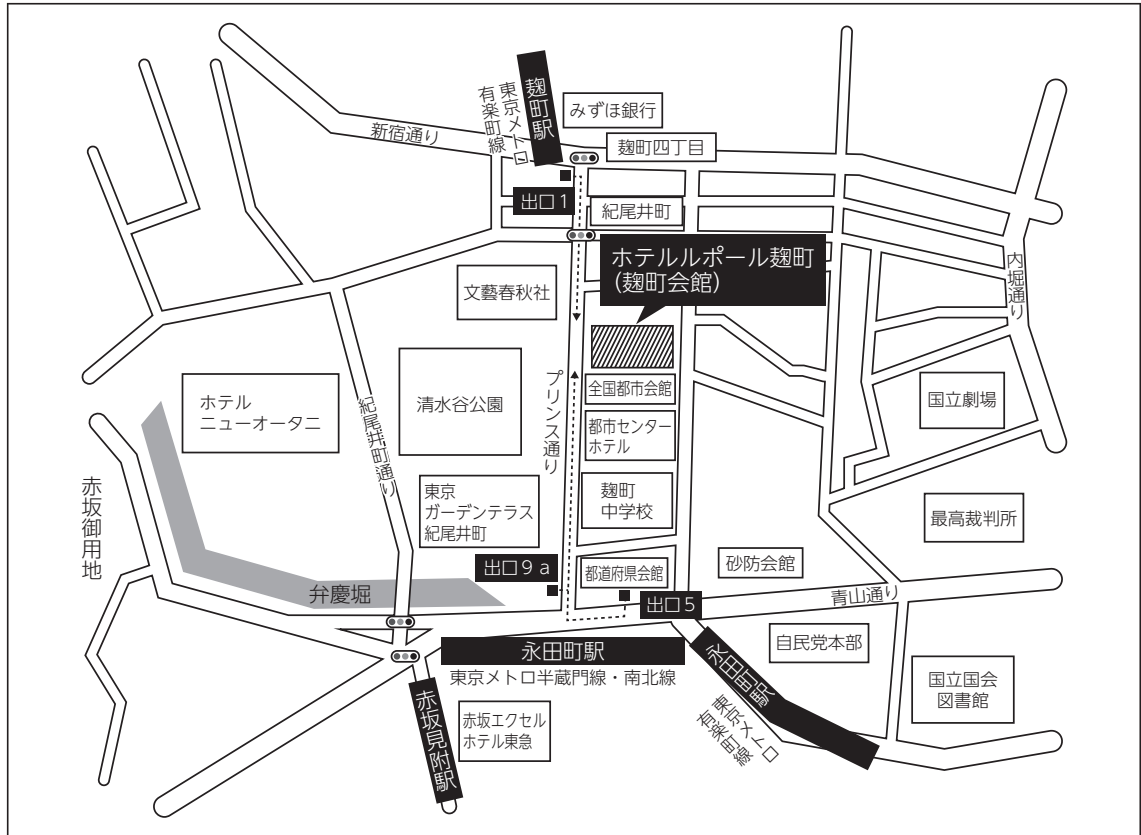 麹町駅
東京メトロ
有楽町線
みずほ銀行
新宿通り
麹町四丁目
出口1
紀尾井町
ホテルルポール麹町
(麹町会館)
内堀通り
文藝春秋社
全国都市会館
国立劇場
ホテル
ニューオータニ
清水谷公園
プリンス通り
紀尾井町通り
都市センター
ホテル
赤坂御用地
東京
ガーデンテラス
紀尾井町
麹町
中学校
最高裁判所
出口9a
都道府県会館
砂防会館
弁慶堀
出口5
青山通り
永田町駅
東京メトロ半蔵門線・南北線
自民党本部
永田町駅
東京メトロ
有楽町線
国立国会
図書館
赤坂見附駅
赤坂エクセル
ホテル東急